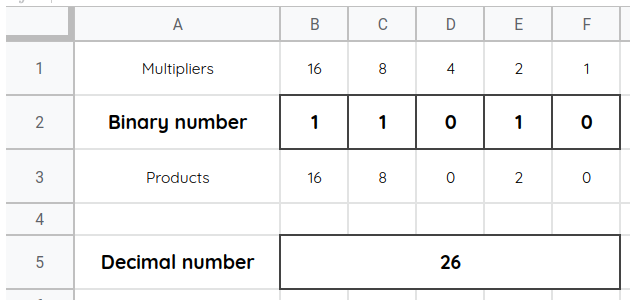 A B C D E F
1 Multipliers 16 8 4 2 1
2 Binary number 1 1 0 1 0
3 Products 16 8 0 2 0
4
5 Decimal number 26